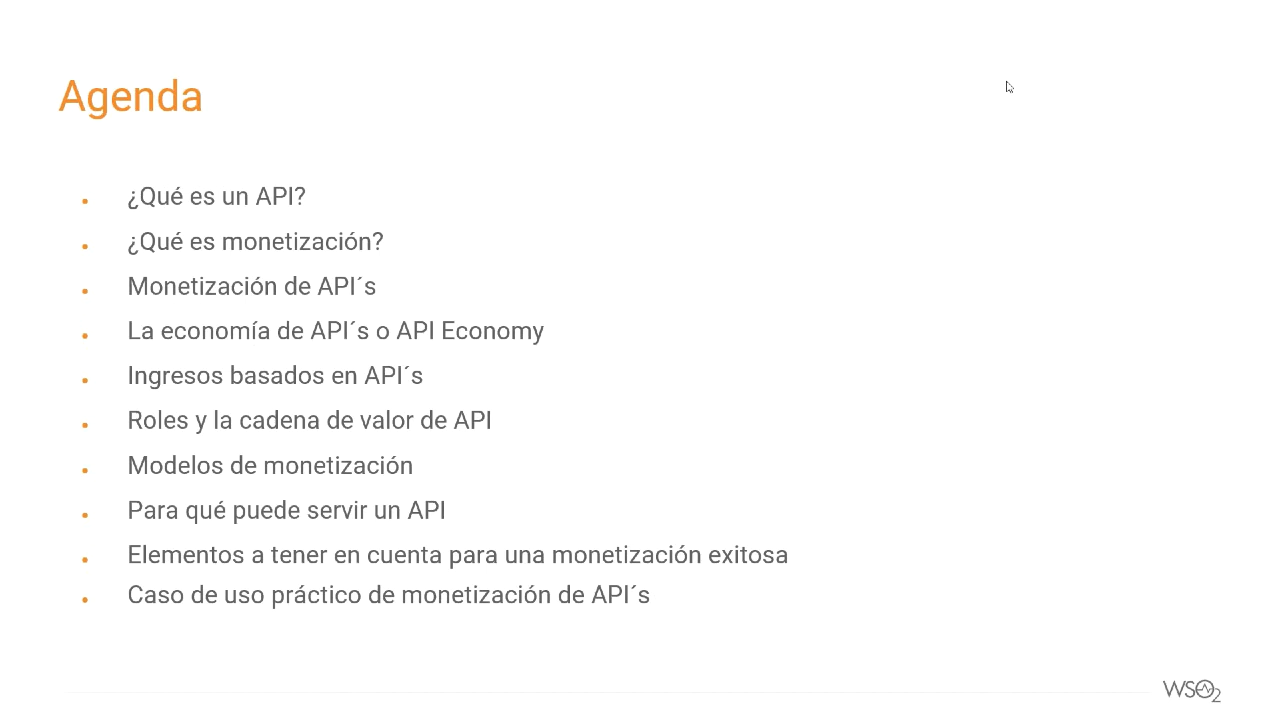 Agenda
¿Qué es un API?
¿Qué es monetización?
Monetización de API´s
La economía de API´s o API Economy
Ingresos basados en API´s
Roles y la cadena de valor de API
Modelos de monetización
Para qué puede servir un API
Elementos a tener en cuenta para una monetización exitosa
Caso de uso práctico de monetización de API´s
WSO2